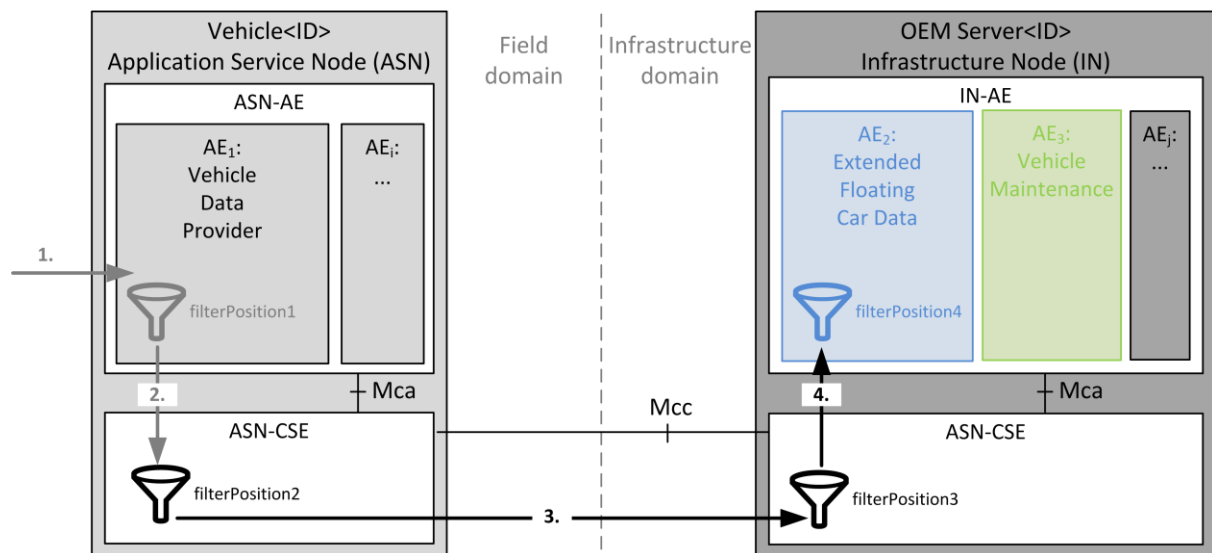 Vehicle<ID>
Application Service Node (ASN)
ASN-AE
AE1:
Vehicle
Data
Provider
AEi:
...
1.
filterPosition1
2.
Mca
ASN-CSE
filterPosition2
Field
domain
Infrastructure
domain
Mcc
3.
OEM Server<ID>
Infrastructure Node (IN)
IN-AE
AE2:
Extended
Floating
Car Data
AE3:
Vehicle
Maintenance
AEj:
...
filterPosition4
4.
Mca
ASN-CSE
filterPosition3